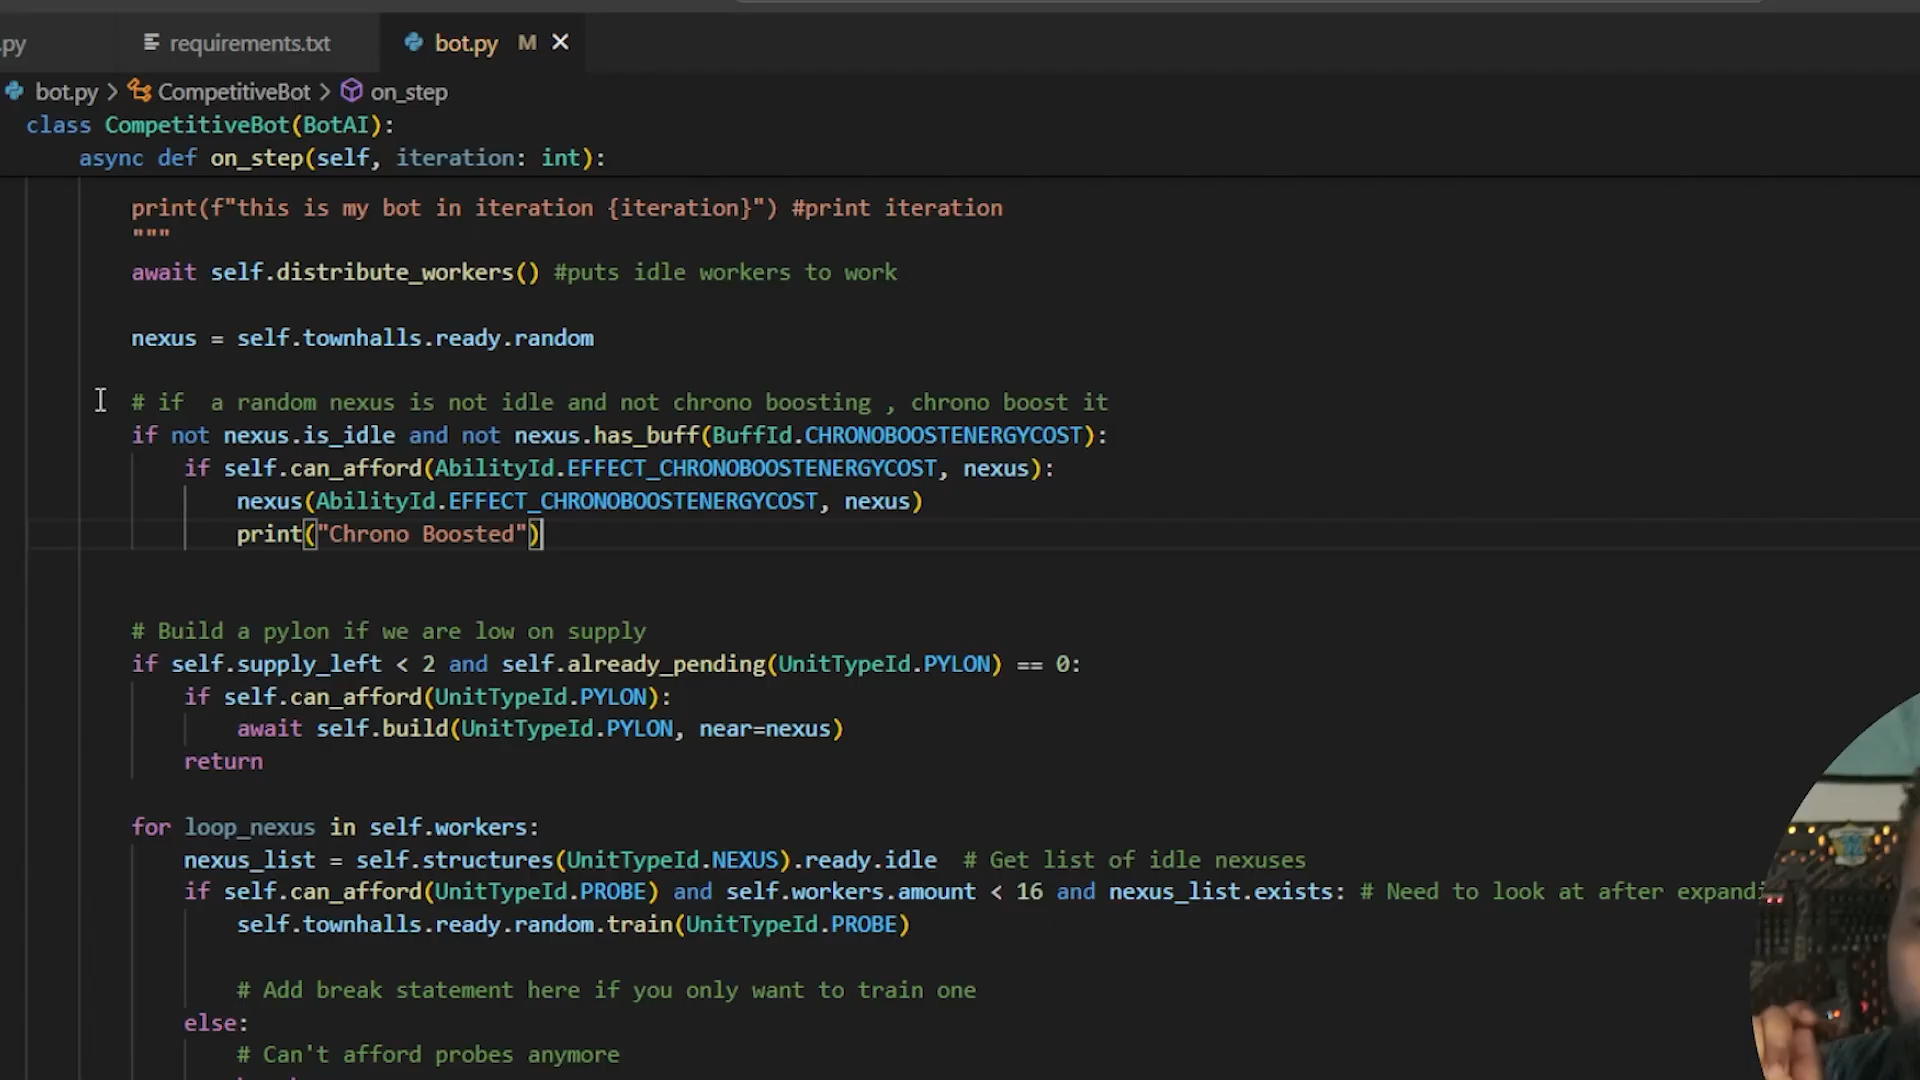 .py requirements.txt bot.py M
bot.py > CompetitiveBot > on_step
class CompetitiveBot(BotAI):
async def on_step(self, iteration: int):
print(f"this is my bot in iteration {iteration}") #print iteration
"""
await self.distribute_workers() #puts idle workers to work
nexus = self.townhalls.ready.random
# if  a random nexus is not idle and not chrono boosting , chrono boost it
if not nexus.is_idle and not nexus.has_buff(BuffId.CHRONOBOOSTENERGYCOST):
if self.can_afford(AbilityId.EFFECT_CHRONOBOOSTENERGYCOST, nexus):
nexus(AbilityId.EFFECT_CHRONOBOOSTENERGYCOST, nexus)
print("Chrono Boosted")
# Build a pylon if we are low on supply
if self.supply_left < 2 and self.already_pending(UnitTypeId.PYLON) == 0:
if self.can_afford(UnitTypeId.PYLON):
await self.build(UnitTypeId.PYLON, near=nexus)
return
for loop_nexus in self.workers:
nexus_list = self.structures(UnitTypeId.NEXUS).ready.idle  # Get list of idle nexuses
if self.can_afford(UnitTypeId.PROBE) and self.workers.amount < 16 and nexus_list.exists: # Need to look at after expandi
self.townhalls.ready.random.train(UnitTypeId.PROBE)
# Add break statement here if you only want to train one
else:
# Can't afford probes anymore